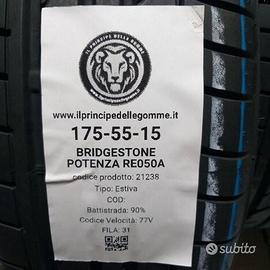 IL PRINCIPE DELLE GOMME
www.ilprincipedellegomme.it
175-55-15
BRIDGESTONE
POTENZA RE050A
codice prodotto: 21238
Tipo: Estiva
COD:
Battistrada: 90%
Codice Velocità: 77V
FILA: 31
subito